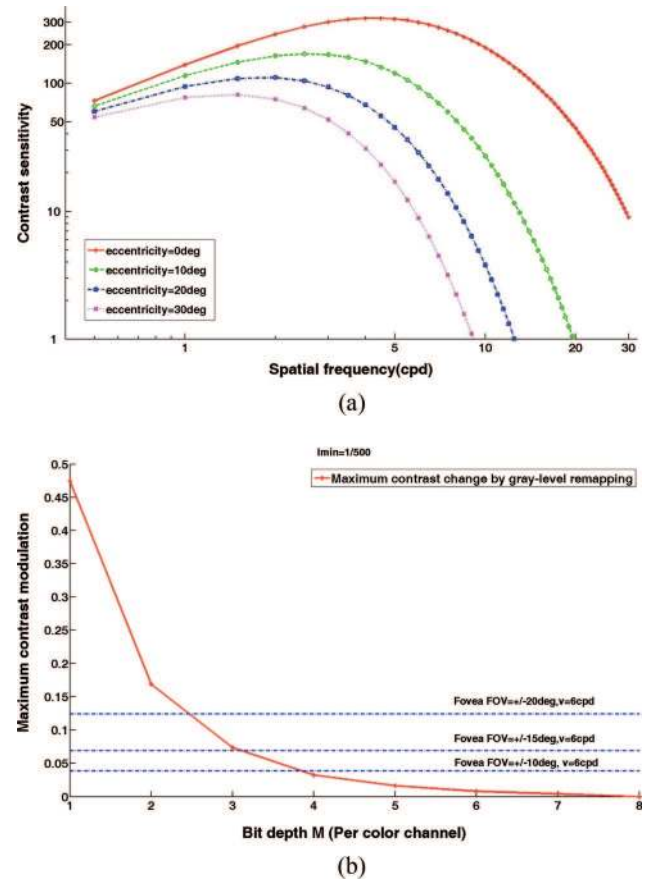 300
200
100
50
10
1
Contrast sensitivity
eccentricity=0deg
eccentricity=10deg
eccentricity=20deg
eccentricity=30deg
1 5 10 20 30
Spatial frequency(cpd)
(a)
Imin=1/500
Maximum contrast change by gray-level remapping
0.5
0.45
0.4
0.35
0.3
0.25
0.2
0.15
0.1
0.05
0
Maximum contrast modulation
Fovea FOV=+/-20deg,v=6cpd
Fovea FOV=+/-15deg,v=6cpd
Fovea FOV=+/-10deg, v=6cpd
1 2 3 4 5 6 7 8
Bit depth M (Per color channel)
(b)